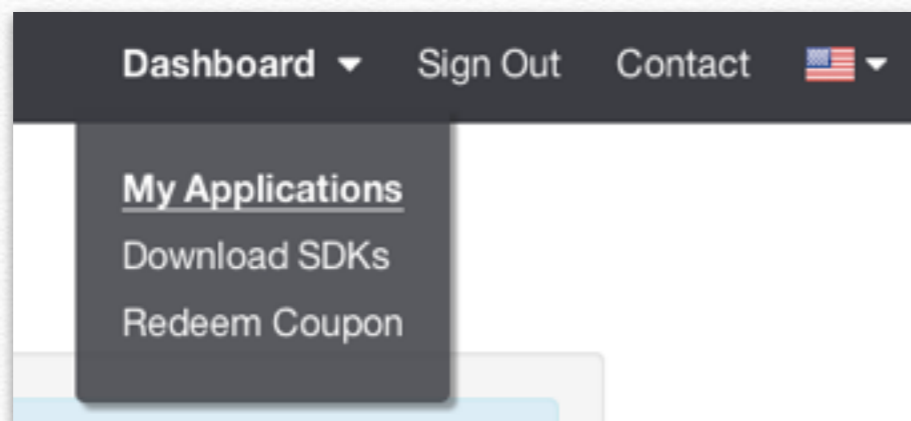 Dashboard Sign Out Contact
My Applications
Download SDKs
Redeem Coupon